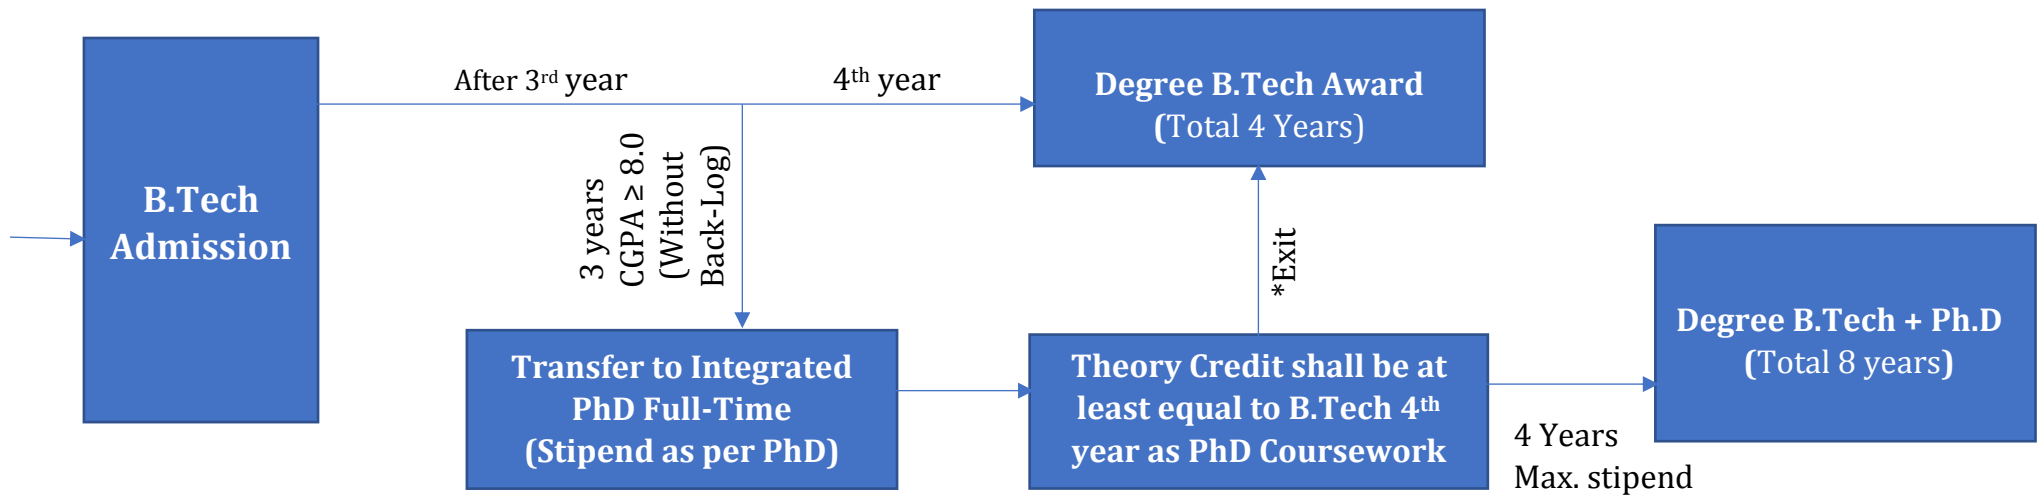 B.Tech
Admission
After 3rd year
4th year
Degree B.Tech Award
(Total 4 Years)
3 years
CGPA ≥ 8.0
(Without
Back-Log)
Transfer to Integrated
PhD Full-Time
(Stipend as per PhD)
Theory Credit shall be at
least equal to B.Tech 4th
year as PhD Coursework
*Exit
Degree B.Tech + Ph.D
(Total 8 years)
4 Years
Max. stipend